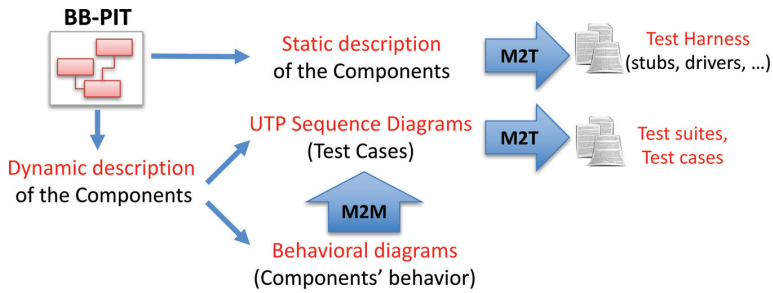 BB-PIT
Static description
of the Components
M2T
Test Harness
(stubs, drivers, ...)
UTP Sequence Diagrams
(Test Cases)
M2T
Test suites,
Test cases
Dynamic description
of the Components
M2M
Behavioral diagrams
(Components’ behavior)